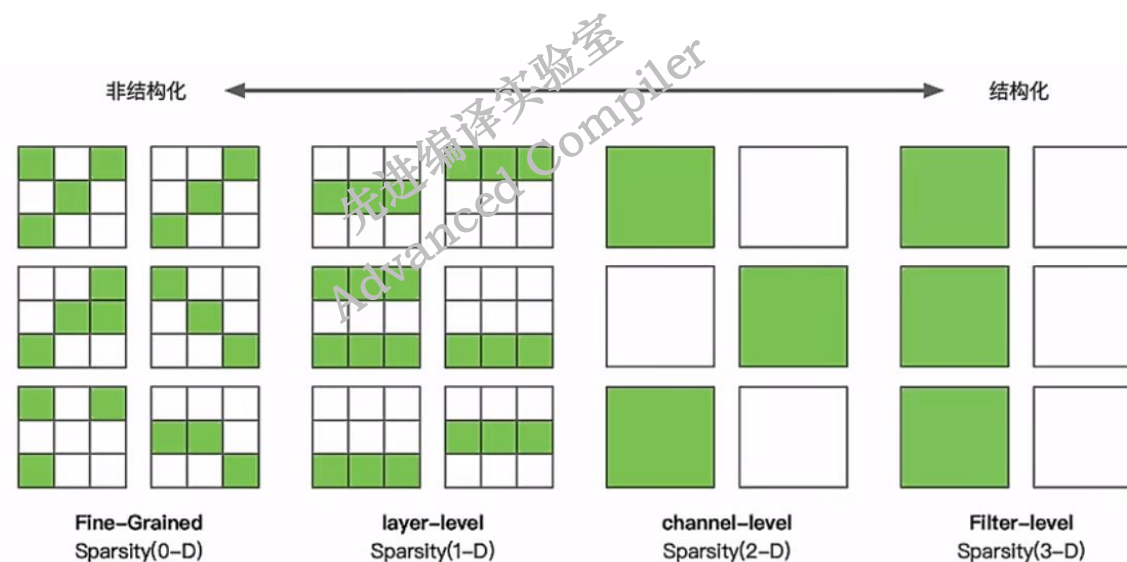 先进编译实验室
Advanced Compiler
非结构化
结构化
Fine-Grained
Sparsity(0-D)
layer-level
Sparsity(1-D)
channel-level
Sparsity(2-D)
Filter-level
Sparsity(3-D)